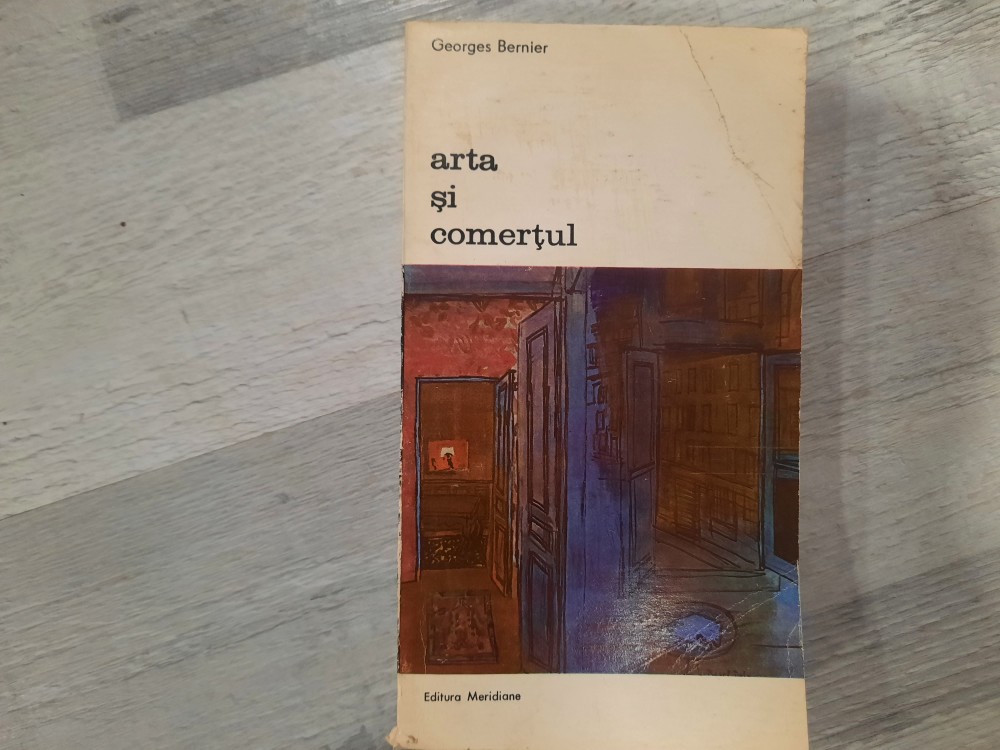 Georges Bernier
arta
şi
comerţul
Editura Meridiane